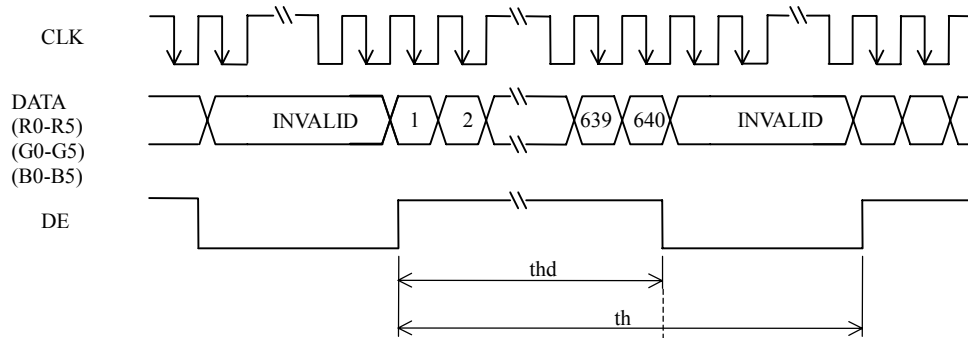 CLK
DATA
(R0-R5)
(G0-G5)
(B0-B5)
INVALID 1 2 639 640 INVALID
DE
thd
th